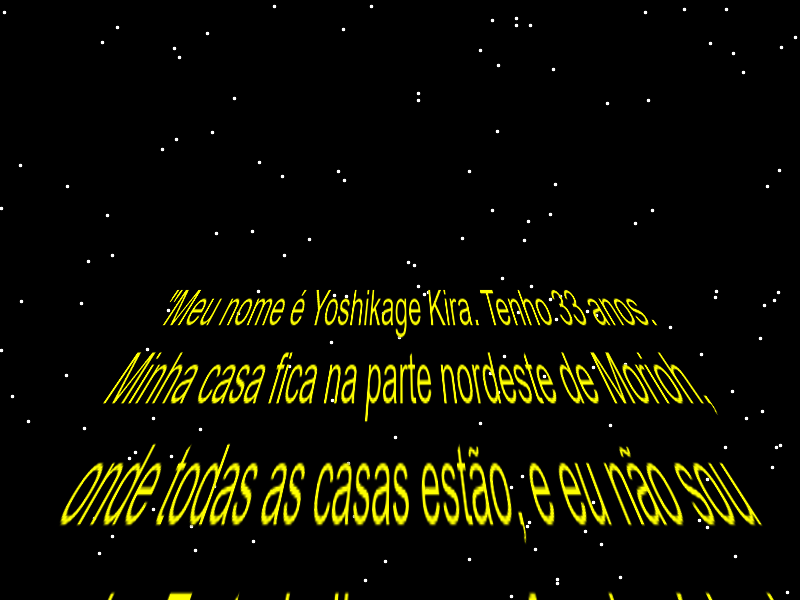 "Meu nome é Yoshikage Kira. Tenho 33 anos.
Minha casa fica na parte nordeste de Morioh,
onde todas as casas estão, e eu não sou